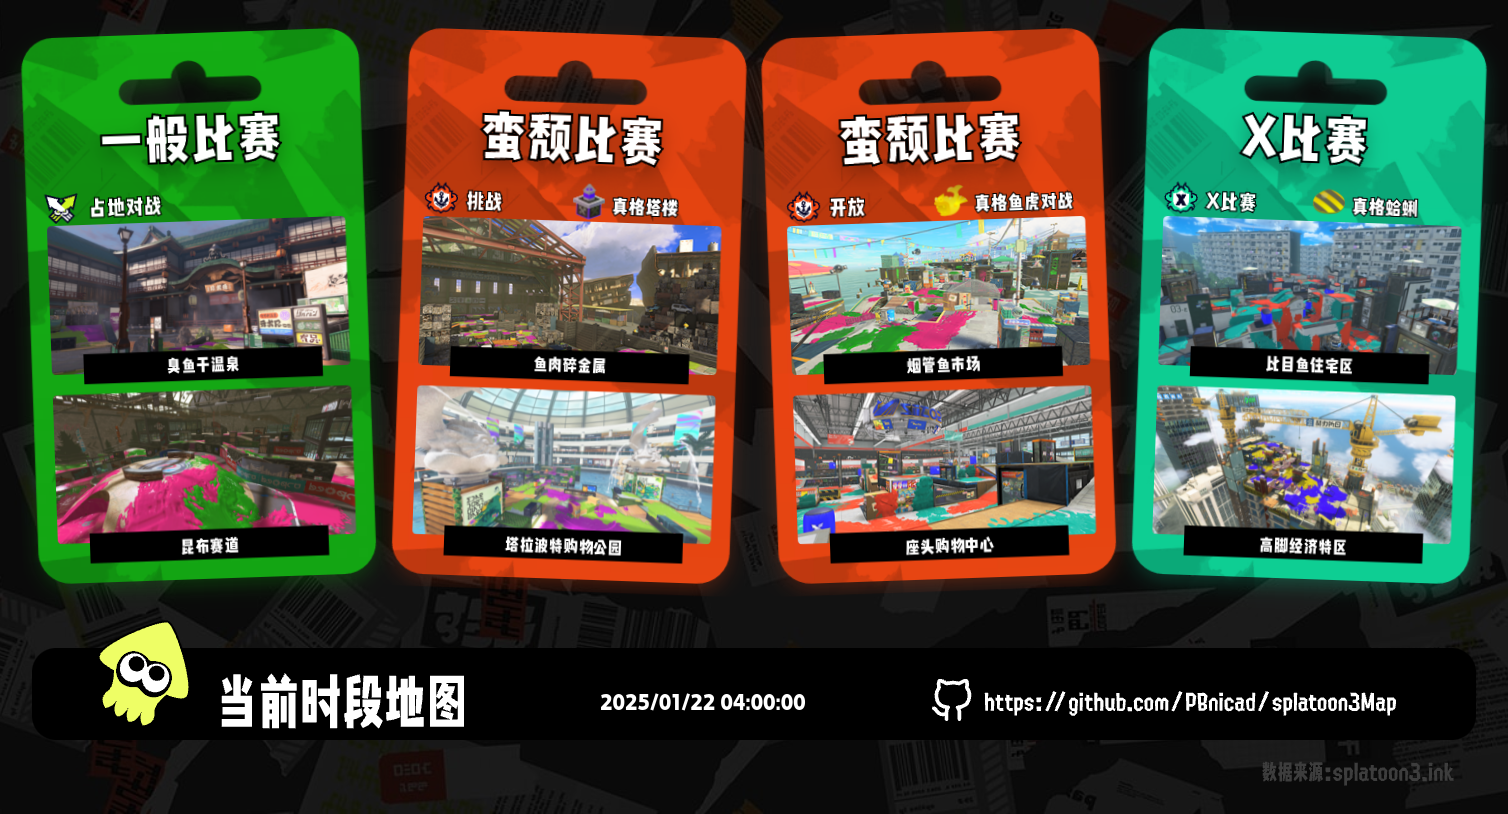 一般比赛
占地对战
臭鱼干温泉
昆布赛道
蛮颓比赛
挑战
真格塔楼
鱼肉碎金属
塔拉波特购物公园
蛮颓比赛
开放
真格鱼虎对战
烟管鱼市场
座头购物中心
X比赛
X比赛
真格蛤蜊
比目鱼住宅区
高脚经济特区
当前时段地图
2025/01/22 04:00:00
https://github.com/PBnicad/splatoon3Map
数据来源:splatoon3.ink